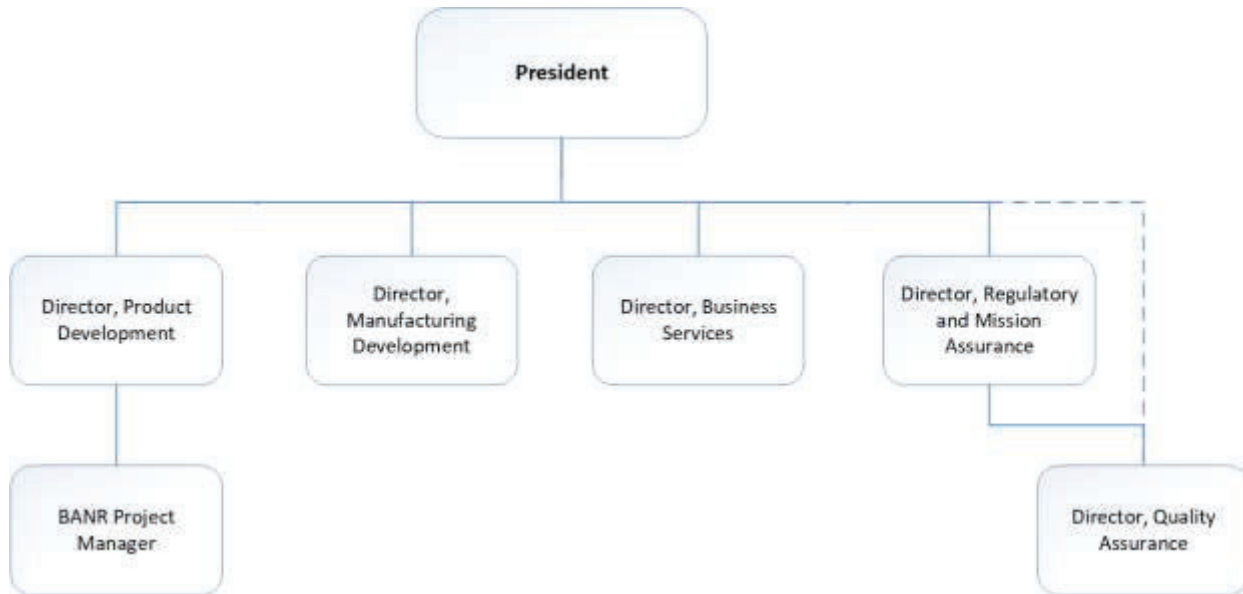 President
Director, Product
Development
Director,
Manufacturing
Development
Director, Business
Services
Director, Regulatory
and Mission
Assurance
BANR Project
Manager
Director, Quality
Assurance